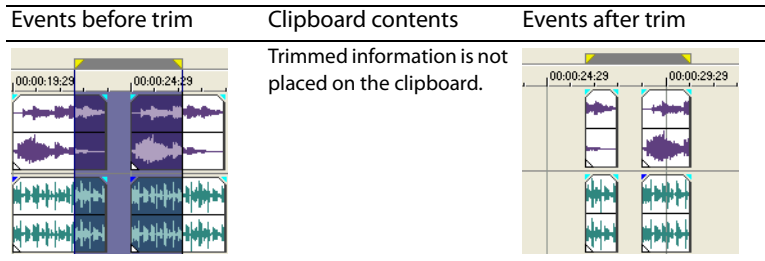 Events before trim
Clipboard contents
Events after trim
00:00:19:29
00:00:24:29
Trimmed information is not
placed on the clipboard.
00:00:24:29
00:00:29:29